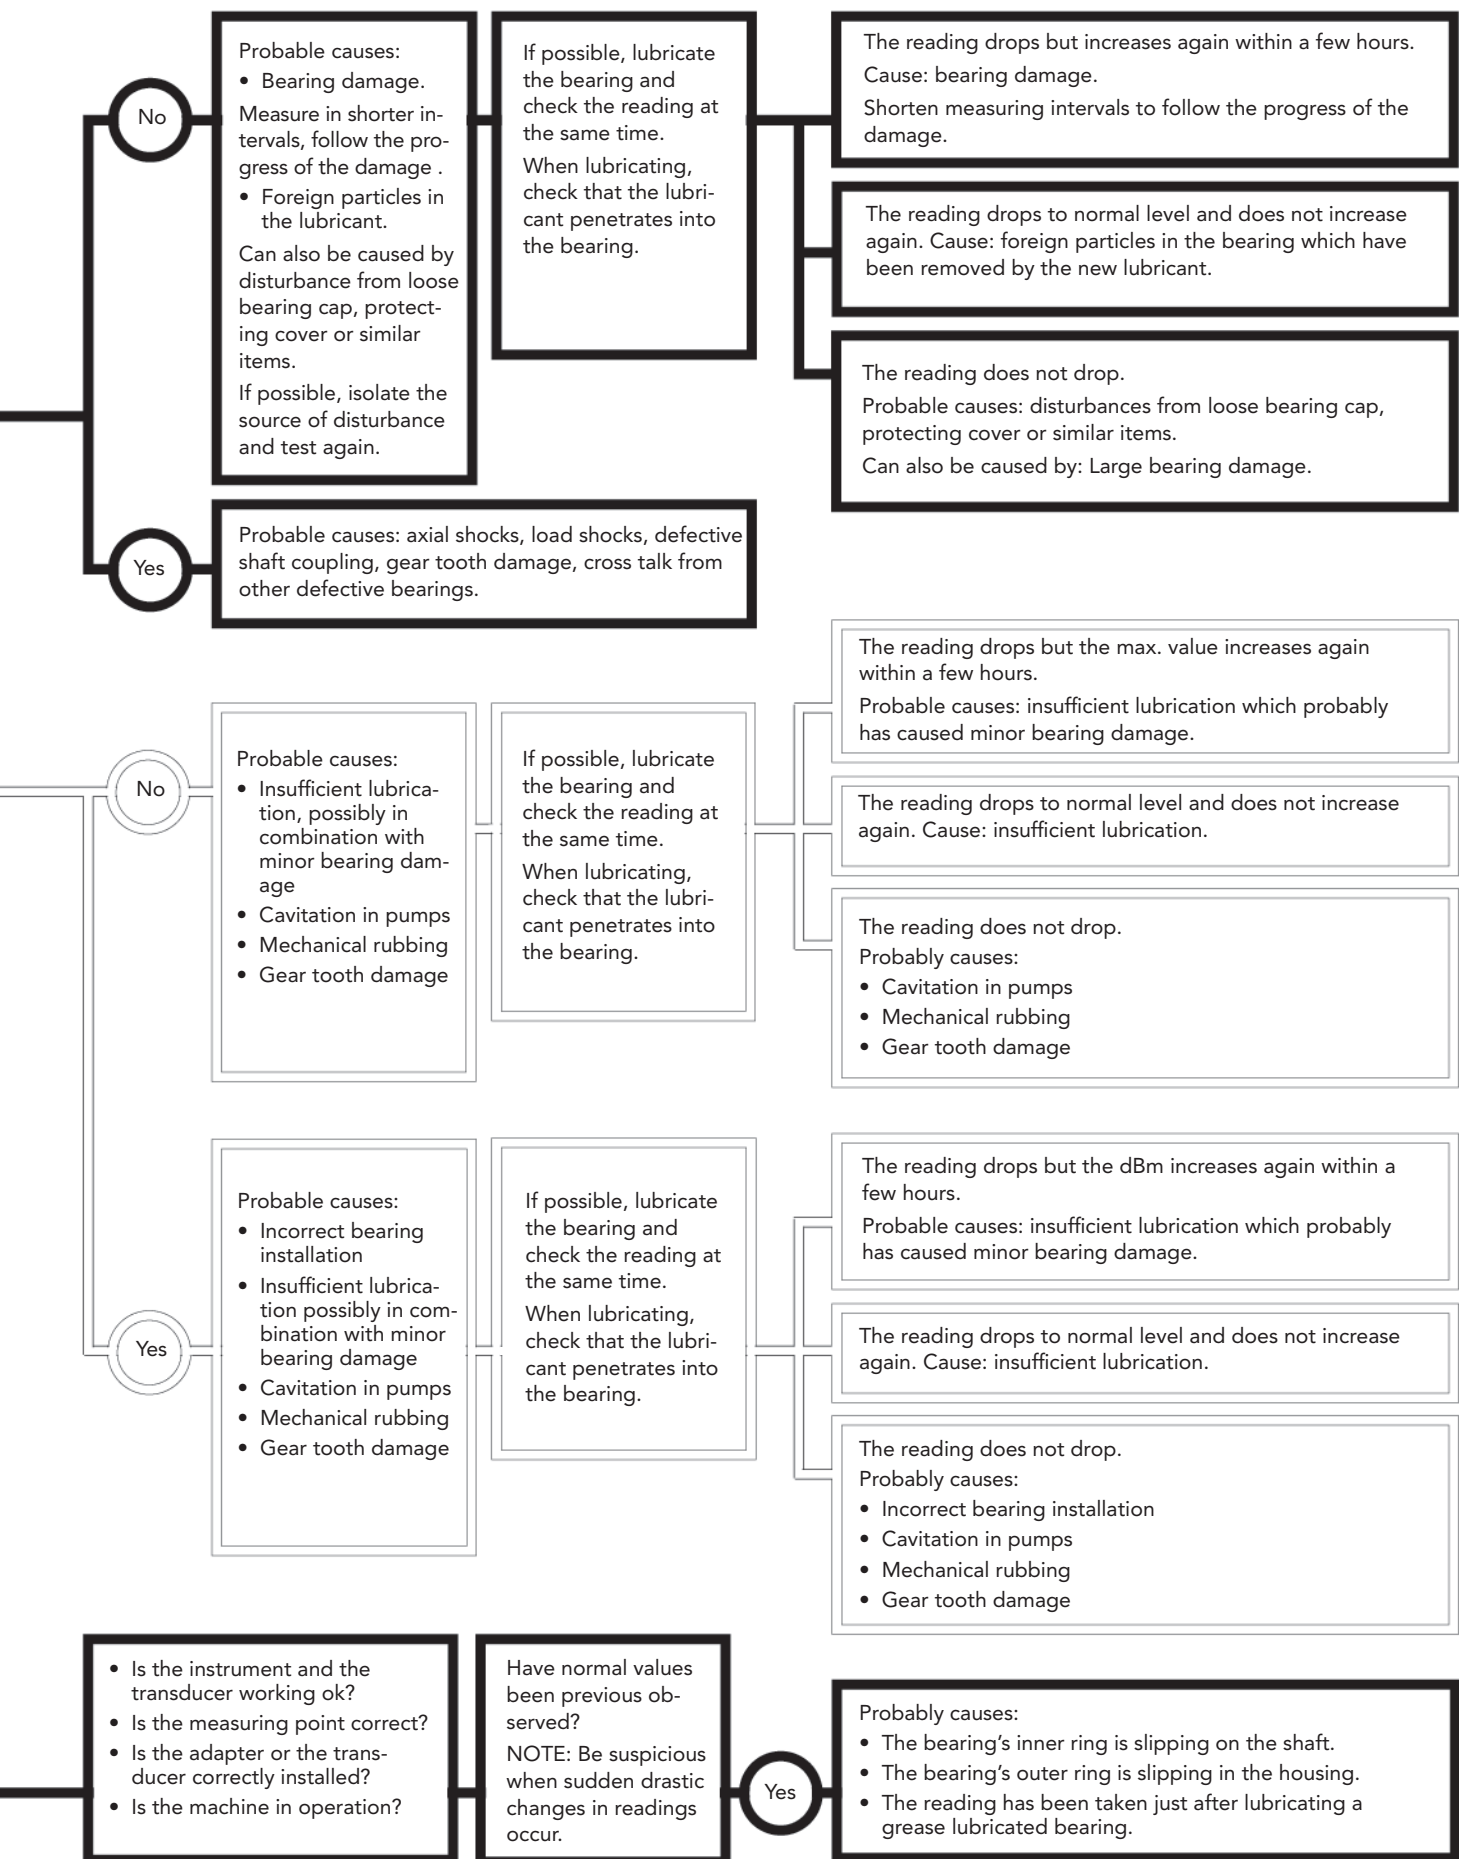 No
Probable causes:
• Bearing damage.
Measure in shorter in-
tervals, follow the pro-
gress of the damage .
• Foreign particles in
the lubricant.
Can also be caused by
disturbance from loose
bearing cap, protect-
ing cover or similar
items.
If possible, isolate the
source of disturbance
and test again.
If possible, lubricate
the bearing and
check the reading at
the same time.
When lubricating,
check that the lubri-
cant penetrates into
the bearing.
The reading drops but increases again within a few hours.
Cause: bearing damage.
Shorten measuring intervals to follow the progress of the
damage.
The reading drops to normal level and does not increase
again. Cause: foreign particles in the bearing which have
been removed by the new lubricant.
The reading does not drop.
Probable causes: disturbances from loose bearing cap,
protecting cover or similar items.
Can also be caused by: Large bearing damage.
Yes
Probable causes: axial shocks, load shocks, defective
shaft coupling, gear tooth damage, cross talk from
other defective bearings.
No
Probable causes:
• Insufficient lubrica-
tion, possibly in
combination with
minor bearing dam-
age
• Cavitation in pumps
• Mechanical rubbing
• Gear tooth damage
If possible, lubricate
the bearing and
check the reading at
the same time.
When lubricating,
check that the lubri-
cant penetrates into
the bearing.
The reading drops but the max. value increases again
within a few hours.
Probable causes: insufficient lubrication which probably
has caused minor bearing damage.
The reading drops to normal level and does not increase
again. Cause: insufficient lubrication.
The reading does not drop.
Probably causes:
• Cavitation in pumps
• Mechanical rubbing
• Gear tooth damage
Yes
Probable causes:
• Incorrect bearing
installation
• Insufficient lubrica-
tion possibly in com-
bination with minor
bearing damage
• Cavitation in pumps
• Mechanical rubbing
• Gear tooth damage
If possible, lubricate
the bearing and
check the reading at
the same time.
When lubricating,
check that the lubri-
cant penetrates into
the bearing.
The reading drops but the dBm increases again within a
few hours.
Probable causes: insufficient lubrication which probably
has caused minor bearing damage.
The reading drops to normal level and does not increase
again. Cause: insufficient lubrication.
The reading does not drop.
Probably causes:
• Incorrect bearing installation
• Cavitation in pumps
• Mechanical rubbing
• Gear tooth damage
• Is the instrument and the
transducer working ok?
• Is the measuring point correct?
• Is the adapter or the trans-
ducer correctly installed?
• Is the machine in operation?
Have normal values
been previous ob-
served?
NOTE: Be suspicious
when sudden drastic
changes in readings
occur.
Yes
Probably causes:
• The bearing's inner ring is slipping on the shaft.
• The bearing's outer ring is slipping in the housing.
• The reading has been taken just after lubricating a
grease lubricated bearing.